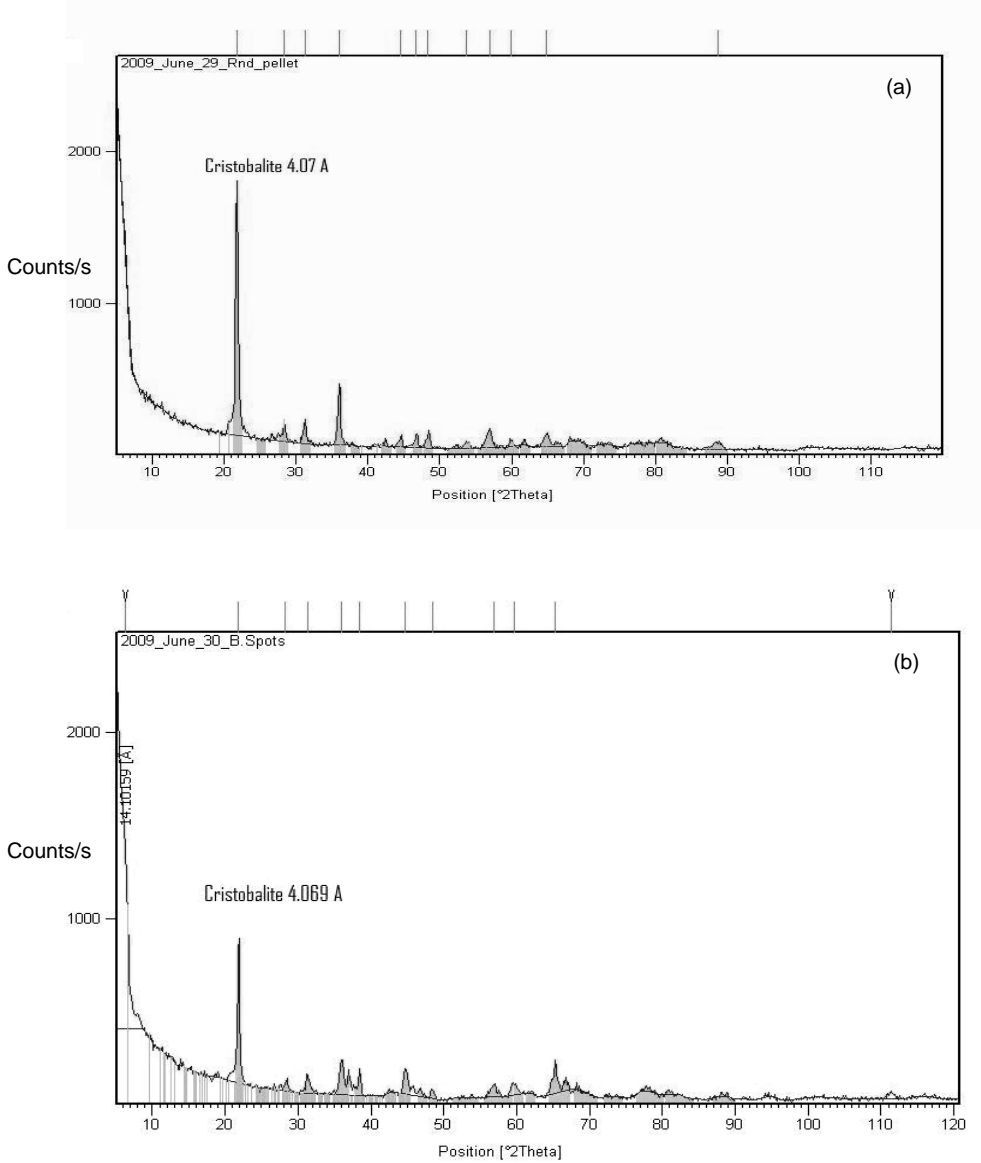 2009_June_29_Rnd_pellet
(a)
2000
Cristobalite 4.07 A
Counts/s
1000
10 20 30 40 50 60 70 80 90 100 110
Position [°2Theta]
2009_June_30_B.Spots
(b)
2000
14.10159 [A]
Counts/s
Cristobalite 4.069 A
1000
10 20 30 40 50 60 70 80 90 100 110 120
Position [°2Theta]